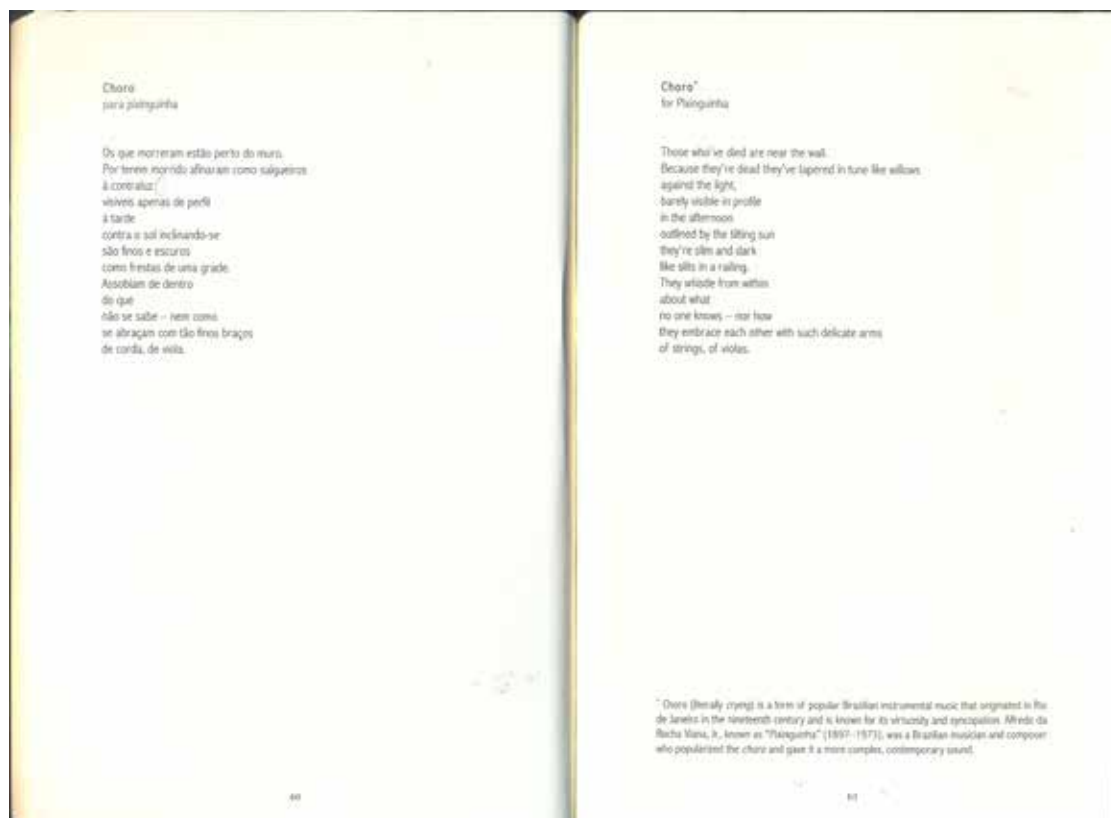 Choro
para pixinguinha
Os que morreram estão perto do muro.
Por terem morrido afinaram como salgueiros
à contraluz:
visíveis apenas de perfil
à tarde
contra o sol inclinando-se
são finos e escuros
como frestas de uma grade.
Assobiam de dentro
do que
não se sabe – nem como
se abraçam com tão finos braços
de corda, de viola.
60
Choro*
for Pixinguinha
Those who've died are near the wall.
Because they're dead they've tapered in tune like willows
against the light,
barely visible in profile
in the afternoon
outlined by the tilting sun
they're slim and dark
like slits in a railing.
They whistle from within
about what
no one knows – nor how
they embrace each other with such delicate arms
of strings, of violas.
* Choro (literally crying) is a form of popular Brazilian instrumental music that originated in Rio
de Janeiro in the nineteenth century and is known for its virtuosity and syncopation. Alfredo da
Rocha Viana, Jr., known as "Pixinguinha" (1897–1973), was a Brazilian musician and composer
who popularized the choro and gave it a more complex, contemporary sound.
61